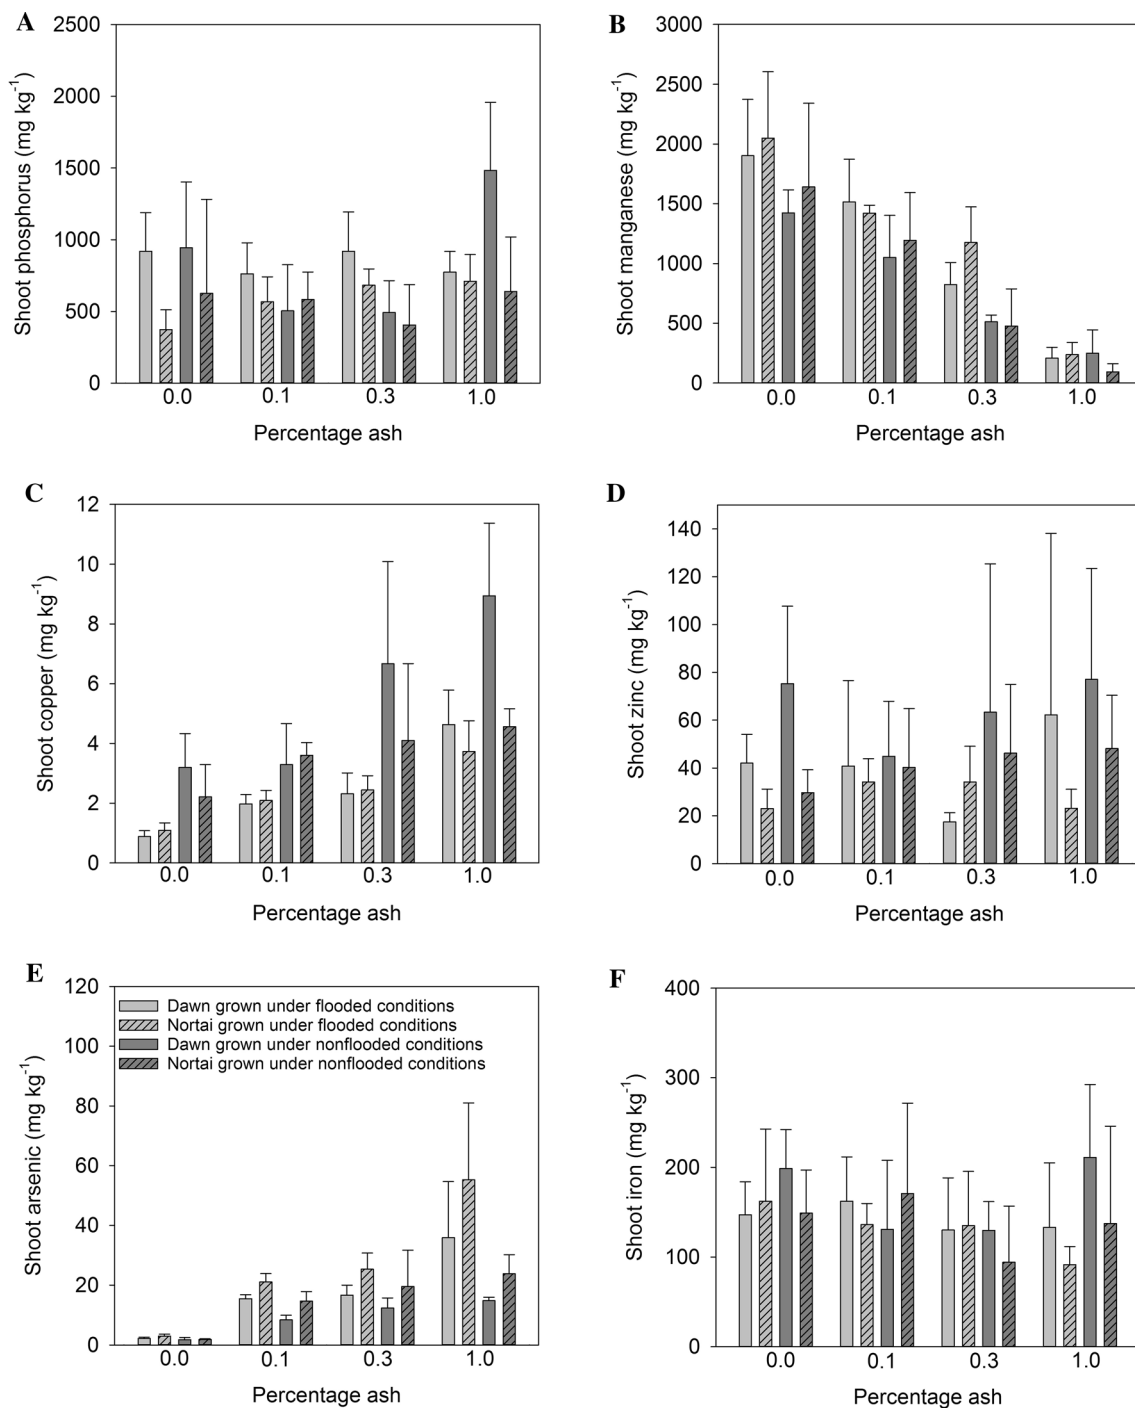 A
Shoot phosphorus (mg kg-1)
2500
2000
1500
1000
500
0
0.0 0.1 0.3 1.0
Percentage ash
B
Shoot manganese (mg kg-1)
3000
2500
2000
1500
1000
500
0
0.0 0.1 0.3 1.0
Percentage ash
C
Shoot copper (mg kg-1)
12
10
8
6
4
2
0
0.0 0.1 0.3 1.0
Percentage ash
D
Shoot zinc (mg kg-1)
140
120
100
80
60
40
20
0
0.0 0.1 0.3 1.0
Percentage ash
E
Shoot arsenic (mg kg-1)
120
100
80
60
40
20
0
Dawn grown under flooded conditions
Nortai grown under flooded conditions
Dawn grown under nonflooded conditions
Nortai grown under nonflooded conditions
0.0 0.1 0.3 1.0
Percentage ash
F
Shoot iron (mg kg-1)
400
300
200
100
0
0.0 0.1 0.3 1.0
Percentage ash